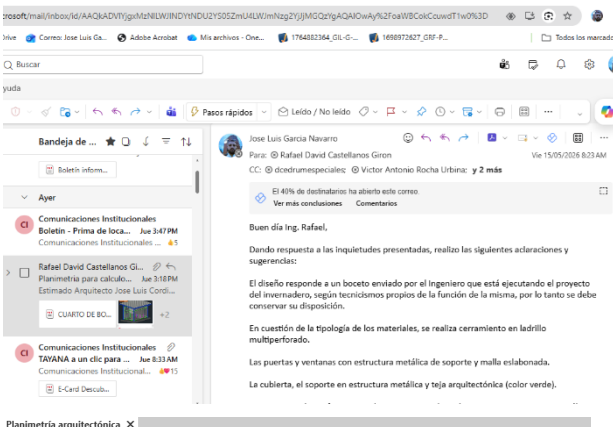 crosoft/mail/inbox/id/AAQkADVlYjgxMzNlLWJlNDYtNDU2YS05ZmU4LWJmNzg2YjJjMGQzYgAQAIOwAy%2FoaWBCokCcuwdT1w0%3D
Drive Correo: Jose Luis Ga... Adobe Acrobat Mis archivos - One... 1764882364_GIL-G-... 1698972627_GRF-P... Todos los marcado
Buscar
yuda
Pasos rápidos Leído / No leído
Bandeja de ...
Boletín inform...
Ayer
CI Comunicaciones Institucionales
Boletín - Prima de loca... Jue 3:47 PM
Comunicaciones Institucionales ... 5
Rafael David Castellanos Gi...
Planimetría para calculo... Jue 3:18 PM
Estimado Arquitecto Jose Luis Cordi...
CUARTO DE BO... +2
CI Comunicaciones Institucionales
TAYANA a un clic para ... Jue 8:33 AM
Comunicaciones Institucional... 15
E-Card Descub...
Jose Luis Garcia Navarro
Para: Rafael David Castellanos Giron Vie 15/05/2026 8:23 AM
CC: dcedrumespeciales; Victor Antonio Rocha Urbina; y 2 más
El 40% de destinatarios ha abierto este correo.
Ver más conclusiones Comentarios
Buen día Ing. Rafael,
Dando respuesta a las inquietudes presentadas, realizo las siguientes aclaraciones y
sugerencias:
El diseño responde a un boceto enviado por el Ingeniero que está ejecutando el proyecto
del invernadero, según tecnicismos propios de la función de la misma, por lo tanto se debe
conservar su disposición.
En cuestión de la tipología de los materiales, se realiza cerramiento en ladrillo
multiperforado.
Las puertas y ventanas con estructura metálica de soporte y malla eslabonada.
La cubierta, el soporte en estructura metálica y teja arquitectónica (color verde).
Planimetría arquitectónica X